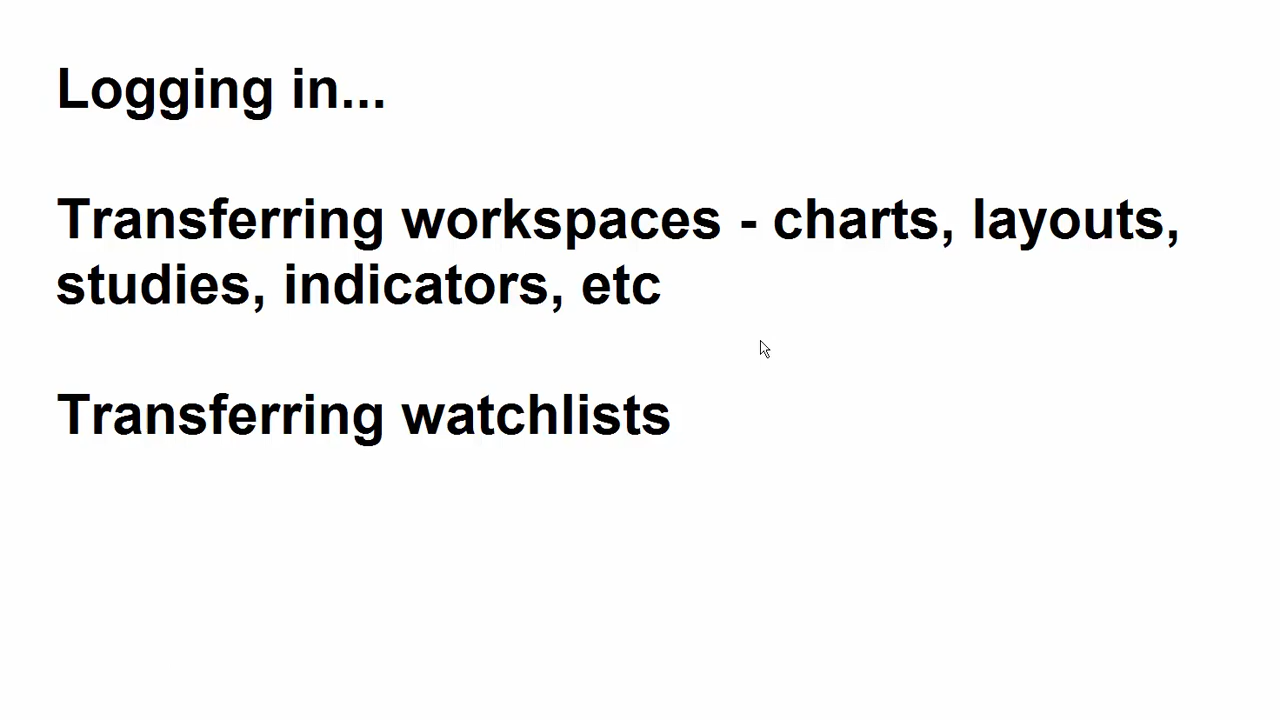 Logging in...
Transferring workspaces - charts, layouts,
studies, indicators, etc
Transferring watchlists